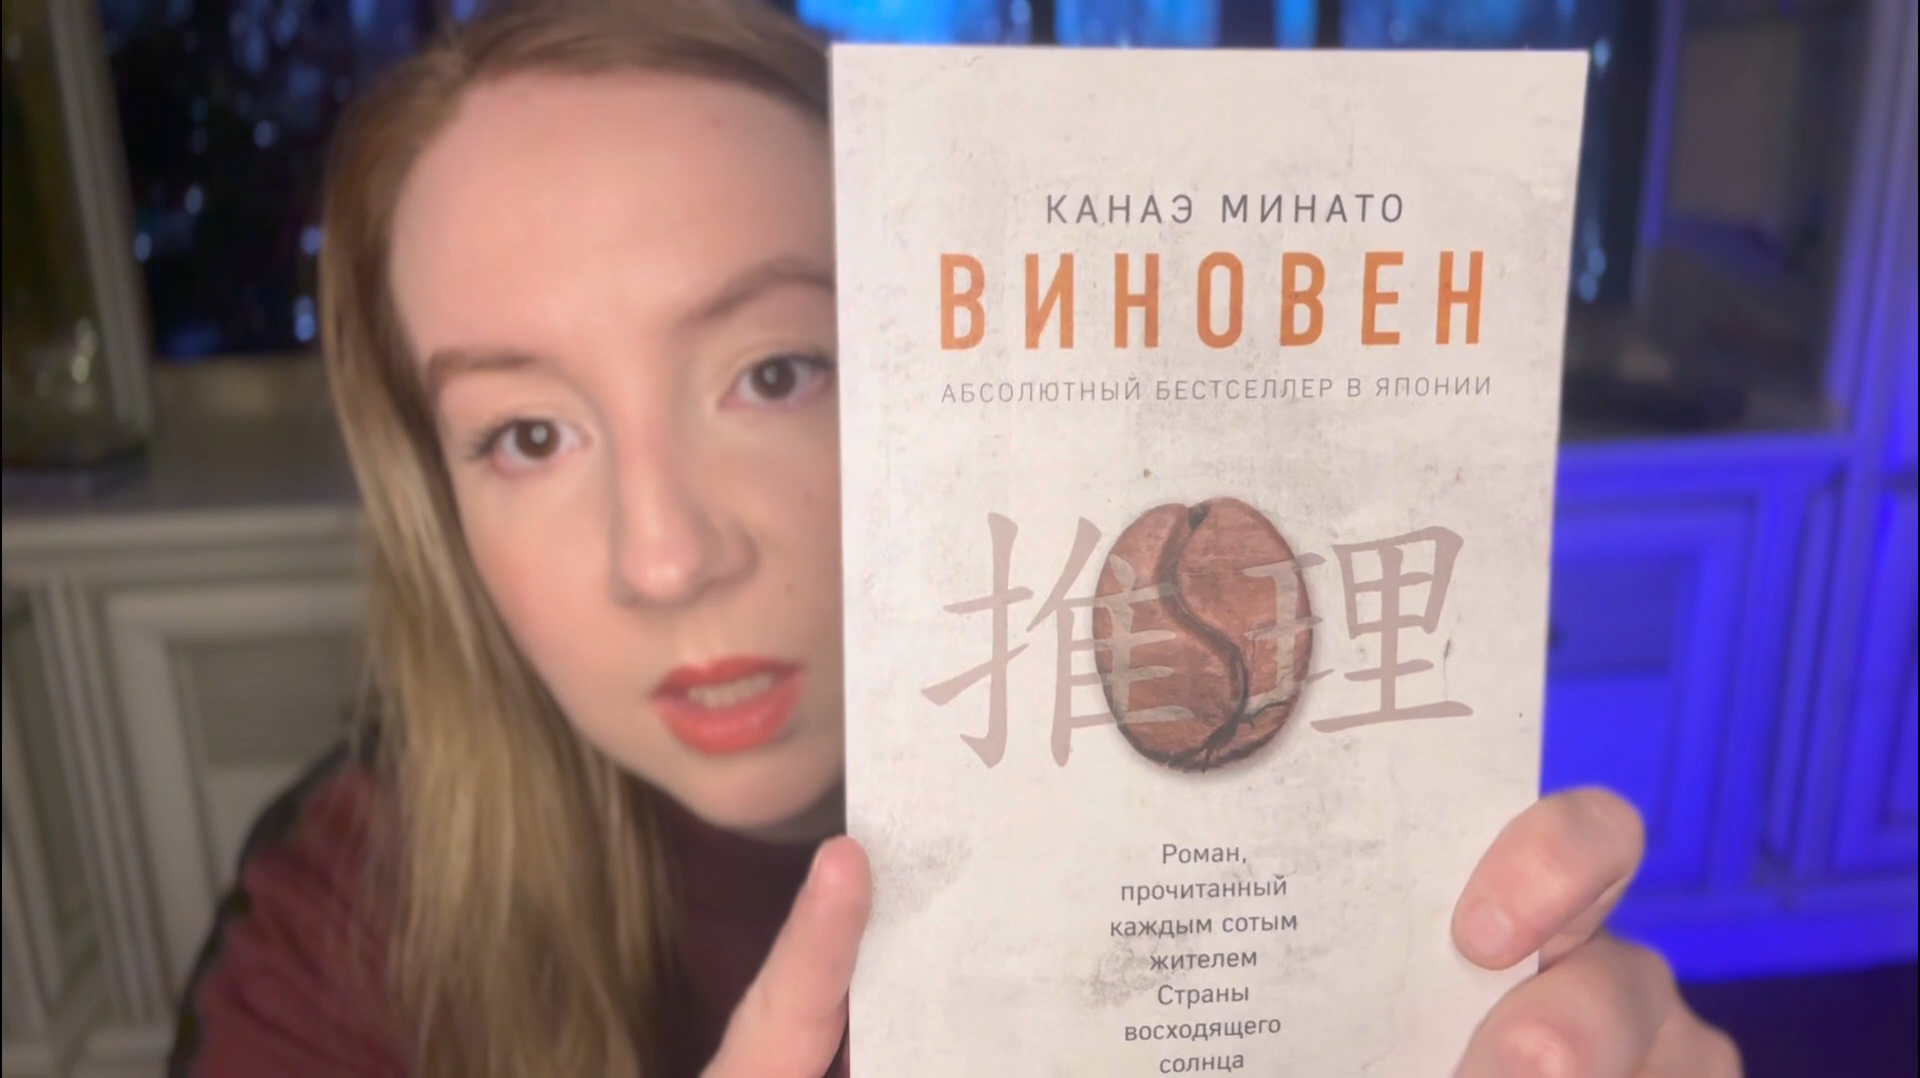 КАНАЭ МИНАТО
ВИНОВЕН
АБСОЛЮТНЫЙ БЕСТСЕЛЛЕР В ЯПОНИИ
推理
Роман,
прочитанный
каждым сотым
жителем
Страны
восходящего
солнца